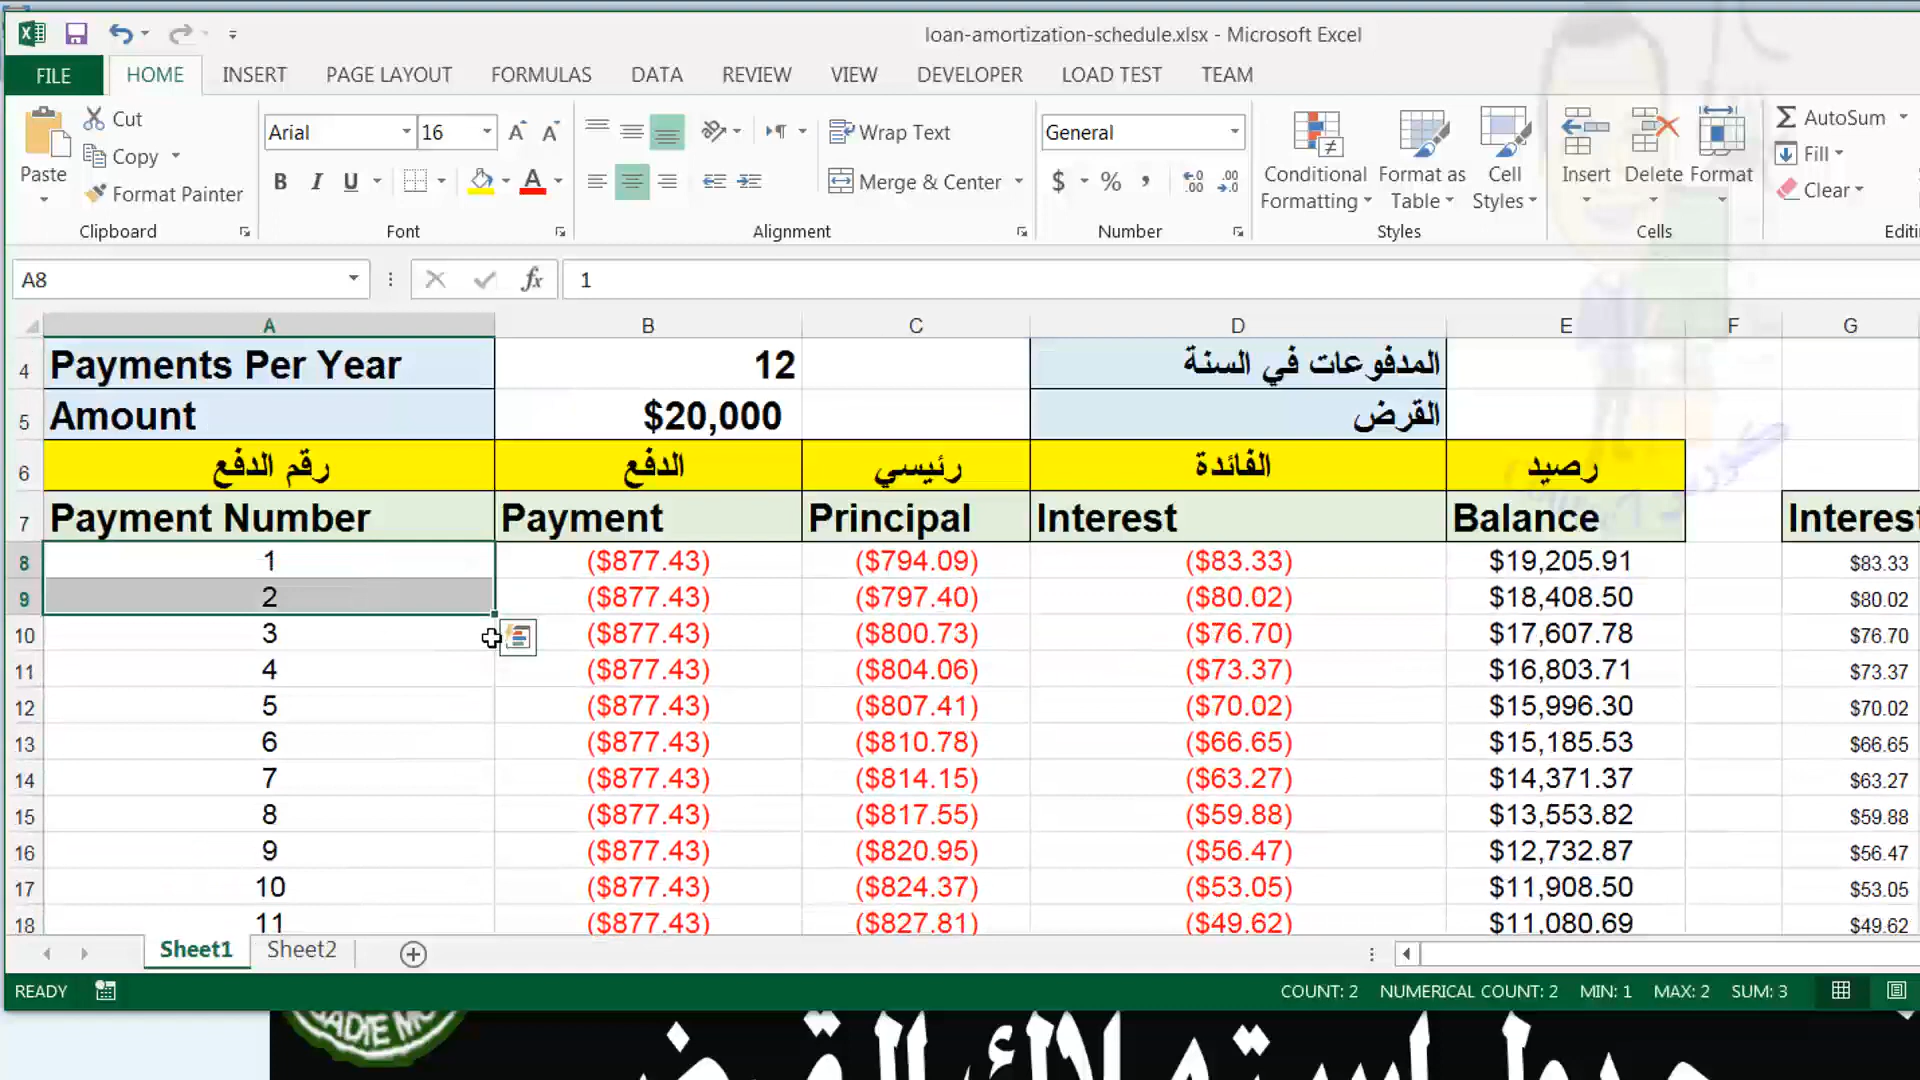 loan-amortization-schedule.xlsx - Microsoft Excel
FILE HOME INSERT PAGE LAYOUT FORMULAS DATA REVIEW VIEW DEVELOPER LOAD TEST TEAM
Cut
Copy
Format Painter
Paste
Clipboard
Arial 16
B I U A
Font
Wrap Text
Merge & Center
Alignment
General
$ % ,
Number
Conditional Formatting
Format as Table
Cell Styles
Styles
Insert Delete Format
Cells
AutoSum
Fill
Clear
A8 fx 1
A B C D E F G
4 Payments Per Year 12 المدفوعات في السنة
5 Amount $20,000 القرض
6 رقم الدفع الدفع رئيسي الفائدة رصيد
7 Payment Number Payment Principal Interest Balance
8 1 ($877.43) ($794.09) ($83.33) $19,205.91 $83.33
9 2 ($877.43) ($797.40) ($80.02) $18,408.50 $80.02
10 3 ($877.43) ($800.73) ($76.70) $17,607.78 $76.70
11 4 ($877.43) ($804.06) ($73.37) $16,803.71 $73.37
12 5 ($877.43) ($807.41) ($70.02) $15,996.30 $70.02
13 6 ($877.43) ($810.78) ($66.65) $15,185.53 $66.65
14 7 ($877.43) ($814.15) ($63.27) $14,371.37 $63.27
15 8 ($877.43) ($817.55) ($59.88) $13,553.82 $59.88
16 9 ($877.43) ($820.95) ($56.47) $12,732.87 $56.47
17 10 ($877.43) ($824.37) ($53.05) $11,908.50 $53.05
18 11 ($877.43) ($827.81) ($49.62) $11,080.69 $49.62
Sheet1 Sheet2
READY COUNT: 2 NUMERICAL COUNT: 2 MIN: 1 MAX: 2 SUM: 3